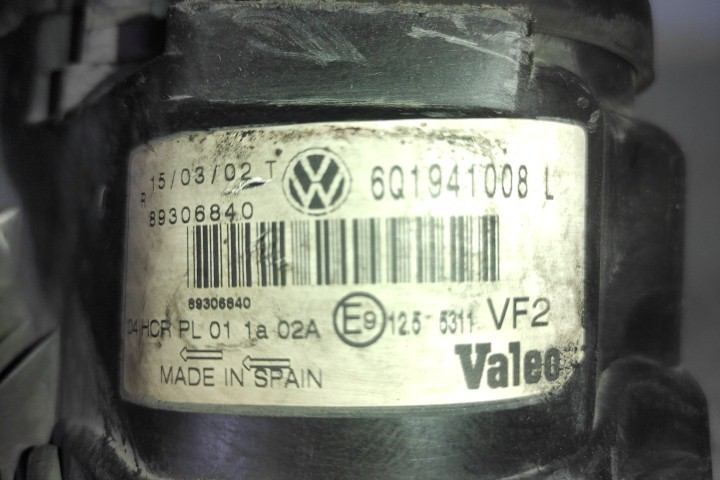 15/03/02 T 6Q1941008 L
R
89306840
89306840
04 HCR PL 01 1a 02A E9 12.5 5311 VF2
MADE IN SPAIN Valeo